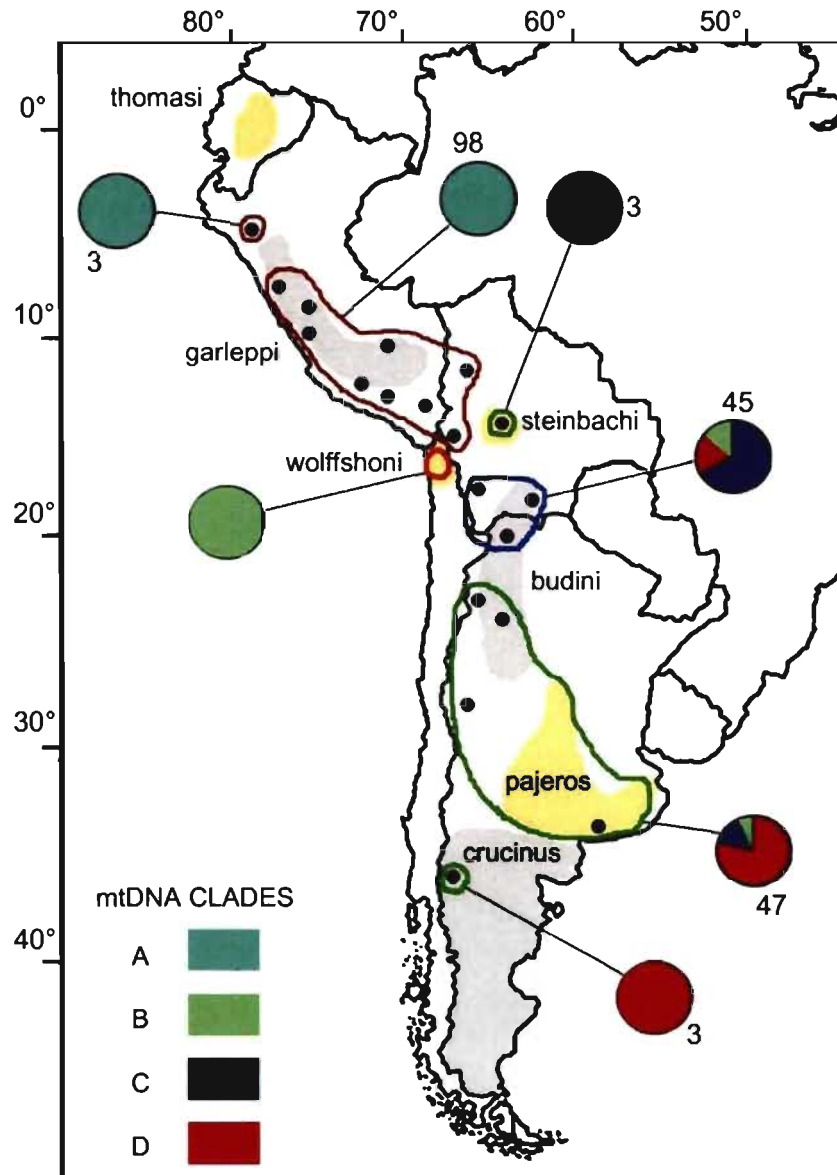 80° 70° 60° 50°
0°
thomasi
98
3
3
10°
garleppi
steinbachi
45
wolffshoni
20°
budini
30°
pajeros
crucinus
47
mtDNA CLADES
40°
A
3
B
C
D